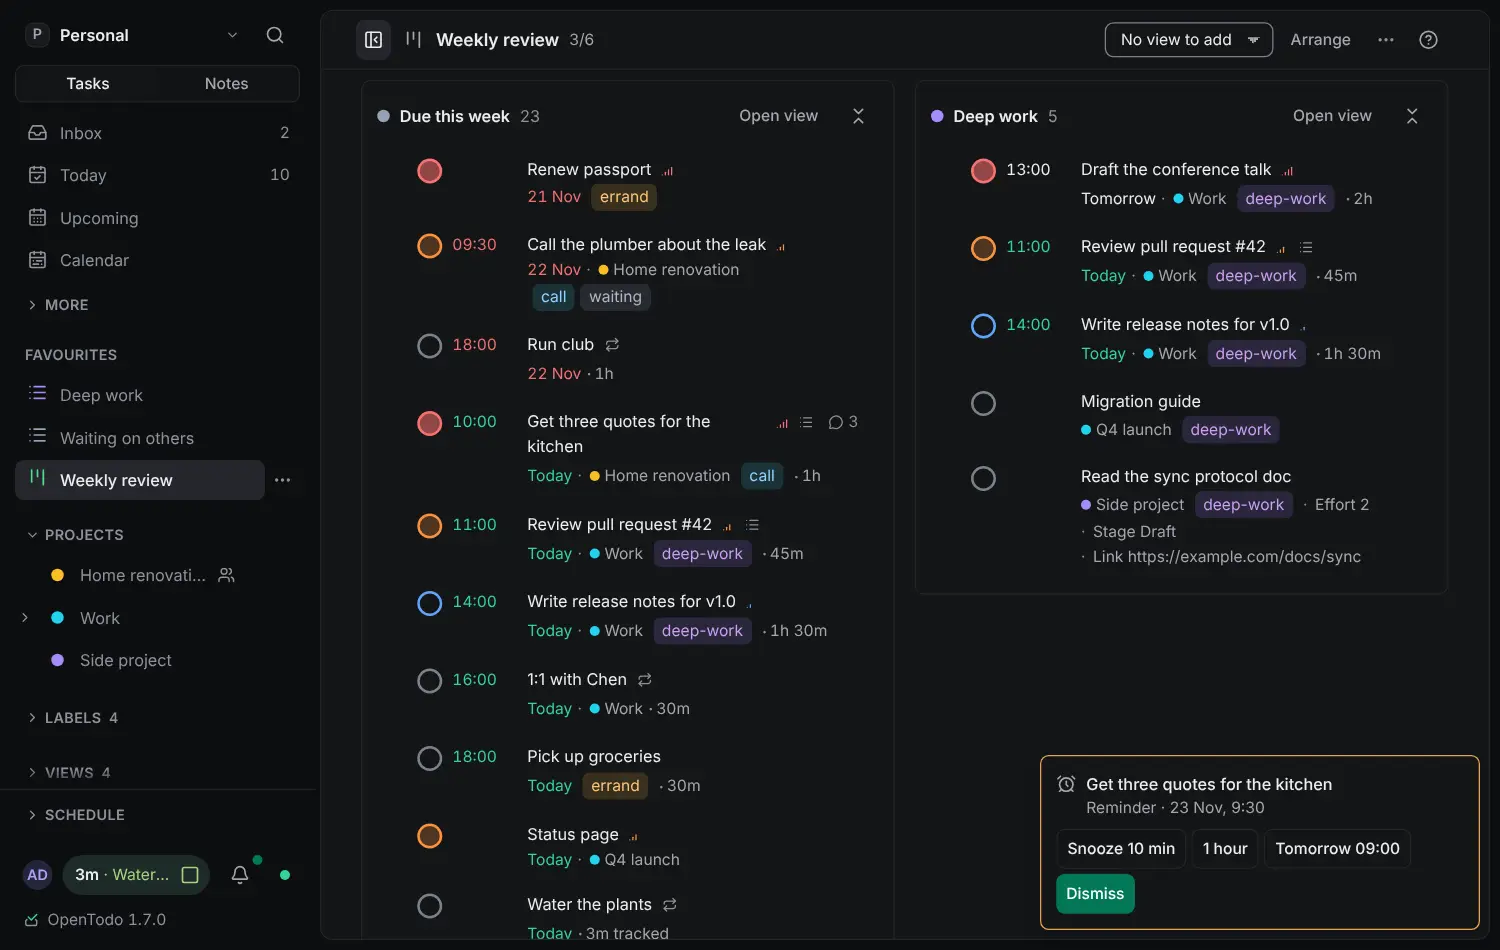 P Personal
Tasks Notes
Inbox 2
Today 10
Upcoming
Calendar
MORE
FAVOURITES
Deep work
Waiting on others
Weekly review
PROJECTS
Home renovati...
Work
Side project
LABELS 4
VIEWS 4
SCHEDULE
AD 3m · Water...
OpenTodo 1.7.0
Weekly review 3/6
No view to add Arrange
Due this week 23 Open view
Renew passport
21 Nov errand
09:30 Call the plumber about the leak
22 Nov · Home renovation
call waiting
18:00 Run club
22 Nov · 1h
10:00 Get three quotes for the 3
kitchen
Today · Home renovation call · 1h
11:00 Review pull request #42
Today · Work deep-work · 45m
14:00 Write release notes for v1.0
Today · Work deep-work · 1h 30m
16:00 1:1 with Chen
Today · Work · 30m
18:00 Pick up groceries
Today errand · 30m
Status page
Today · Q4 launch
Water the plants
Today · 3m tracked
Deep work 5 Open view
13:00 Draft the conference talk
Tomorrow · Work deep-work · 2h
11:00 Review pull request #42
Today · Work deep-work · 45m
14:00 Write release notes for v1.0
Today · Work deep-work · 1h 30m
Migration guide
Q4 launch deep-work
Read the sync protocol doc
Side project deep-work · Effort 2
· Stage Draft
· Link https://example.com/docs/sync
Get three quotes for the kitchen
Reminder · 23 Nov, 9:30
Snooze 10 min 1 hour Tomorrow 09:00
Dismiss